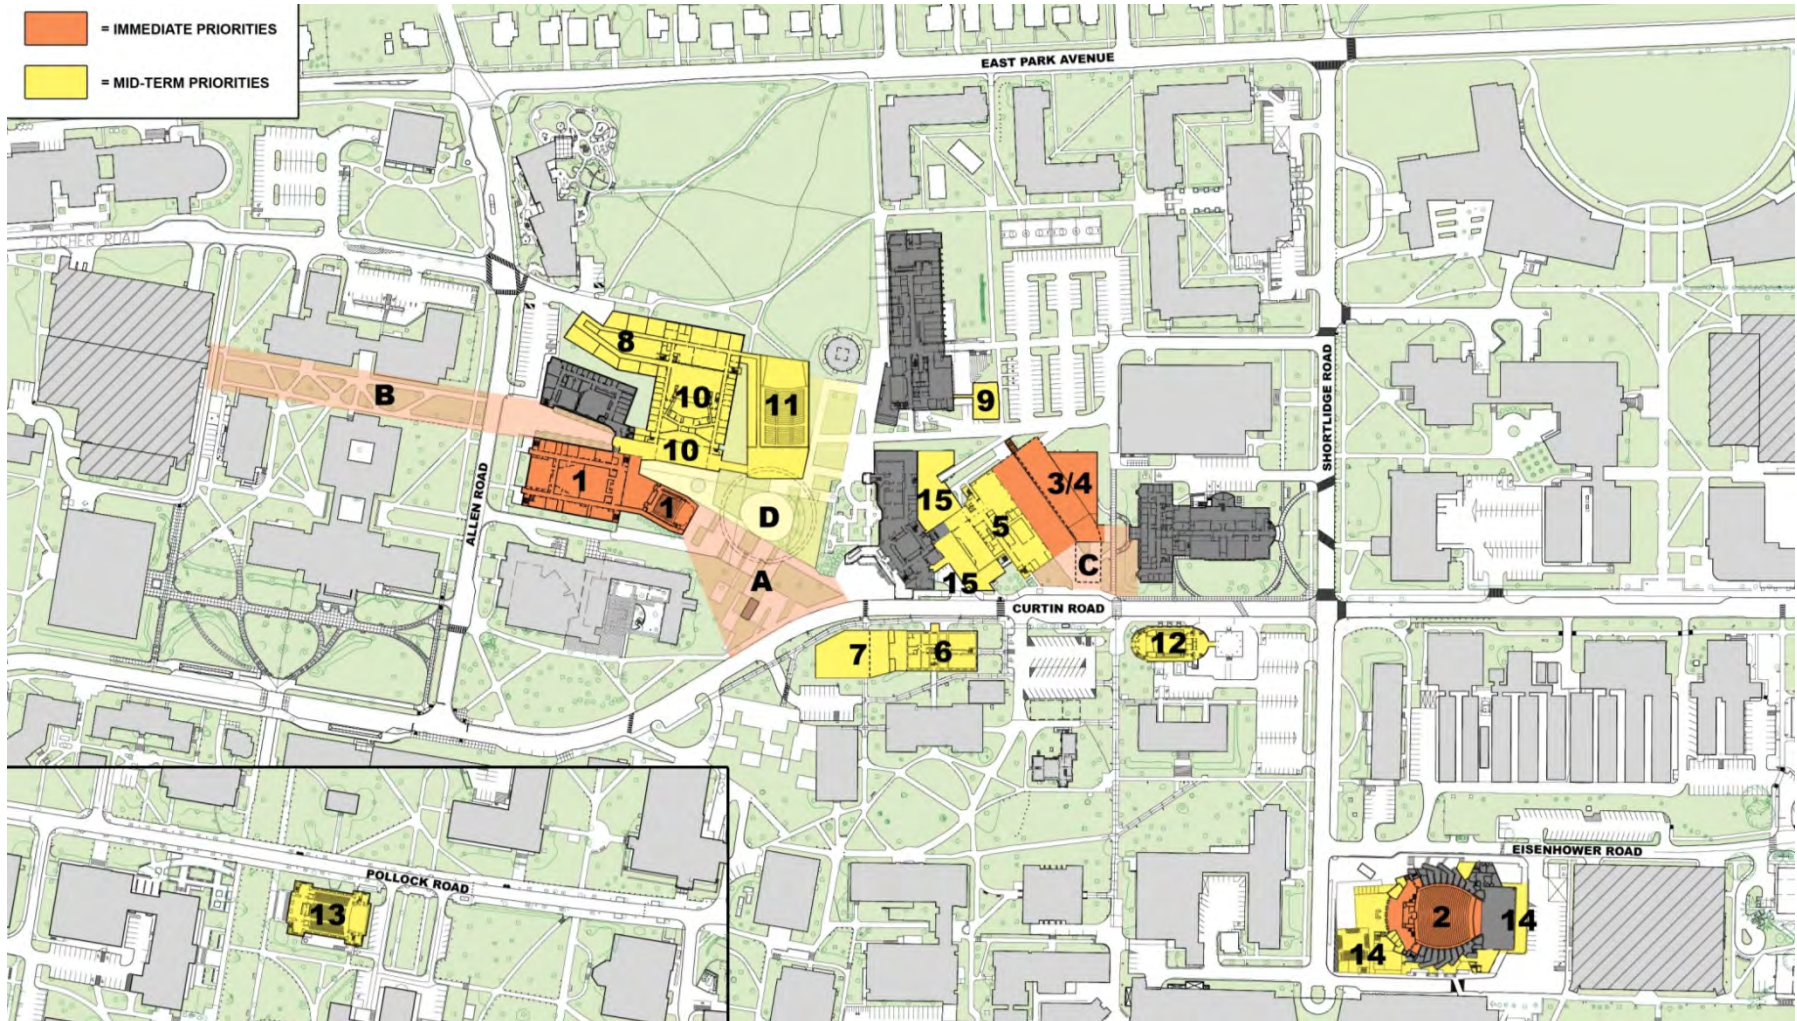 = IMMEDIATE PRIORITIES
= MID-TERM PRIORITIES
EAST PARK AVENUE
FISCHER ROAD
SHORTLIDGE ROAD
ALLEN ROAD
8
10
11
9
B
10
1
1
3/4
15
5
D
A
15
C
CURTIN ROAD
7
6
12
EISENHOWER ROAD
POLLOCK ROAD
13
2
14
14